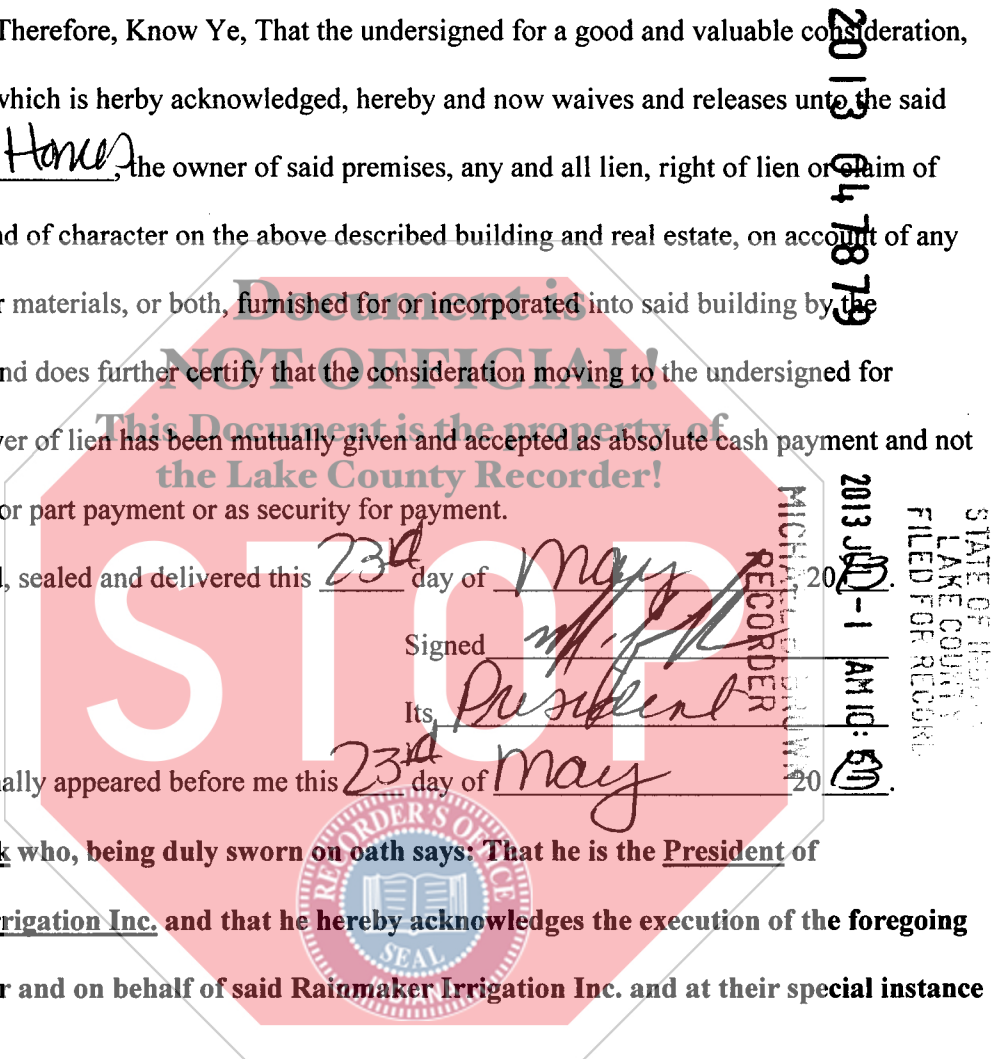 Therefore, Know Ye, That the undersigned for a good and valuable consideration,
which is herby acknowledged, hereby and now waives and releases unto the said
Homes, the owner of said premises, any and all lien, right of lien or claim of
nd of character on the above described building and real estate, on account of any
r materials, or both, furnished for or incorporated into said building by the
nd does further certify that the consideration moving to the undersigned for
ver of lien has been mutually given and accepted as absolute cash payment and not
or part payment or as security for payment.
l, sealed and delivered this 23rd day of May 2013.
Signed
Its, President
ally appeared before me this 23rd day of May 20 13.
k who, being duly sworn on oath says: That he is the President of
rrigation Inc. and that he hereby acknowledges the execution of the foregoing
r and on behalf of said Rainmaker Irrigation Inc. and at their special instance
Document is
NOT OFFICIAL!
This Document is the property of
the Lake County Recorder!
STOP
RECORDER'S OFFICE
SEAL
INDIANA
2013 047879
STATE OF
LAKE COUNTY
FILED FOR RECORD
2013 - 1 AM 10:
RECORDER